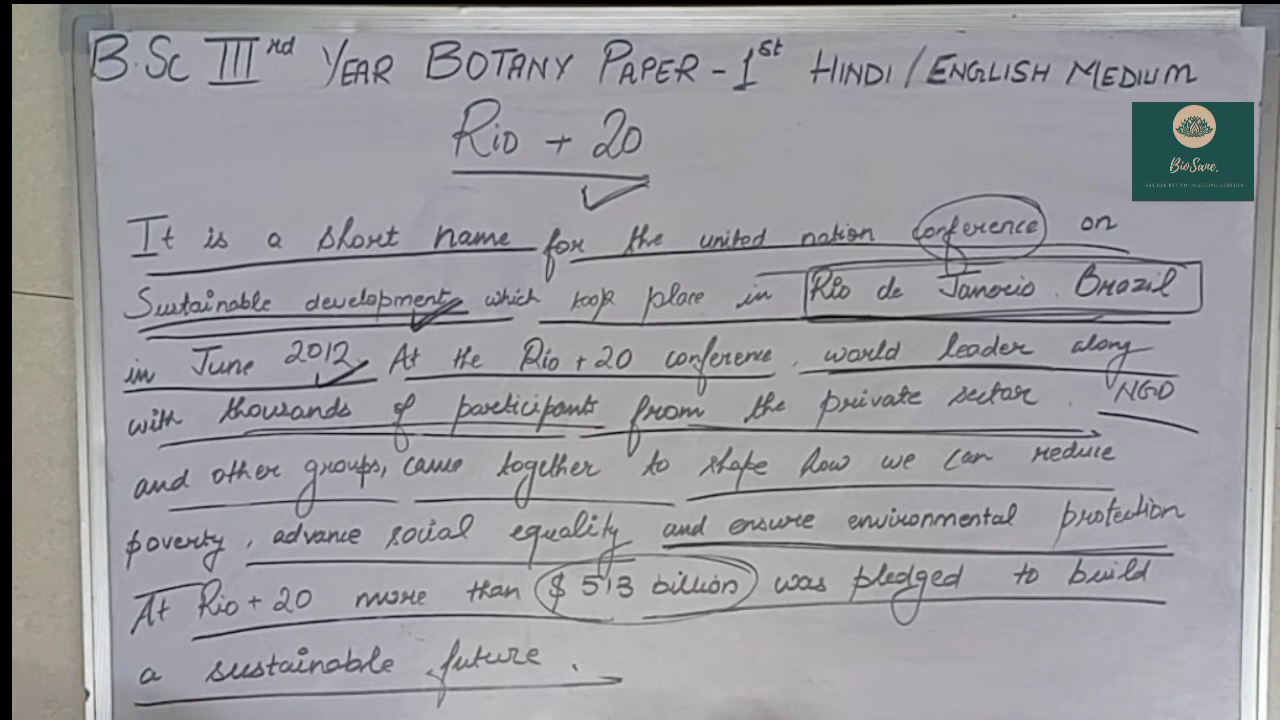 B.Sc IIIrd YEAR BOTANY PAPER - 1st HINDI / ENGLISH MEDIUM
Rio + 20
BioSane.
It is a short name for the united nation conference on
Sustainable development which took place in Rio de Janorio. Brazil
in June 2012. At the Rio + 20 conference, world leader along
with thousands of participants from the private sector. NGO
and other groups, came together to shape how we can reduce
poverty, advance social equality and ensure environmental protection
At Rio + 20 more than $ 513 billion was pledged to build
a sustainable future.